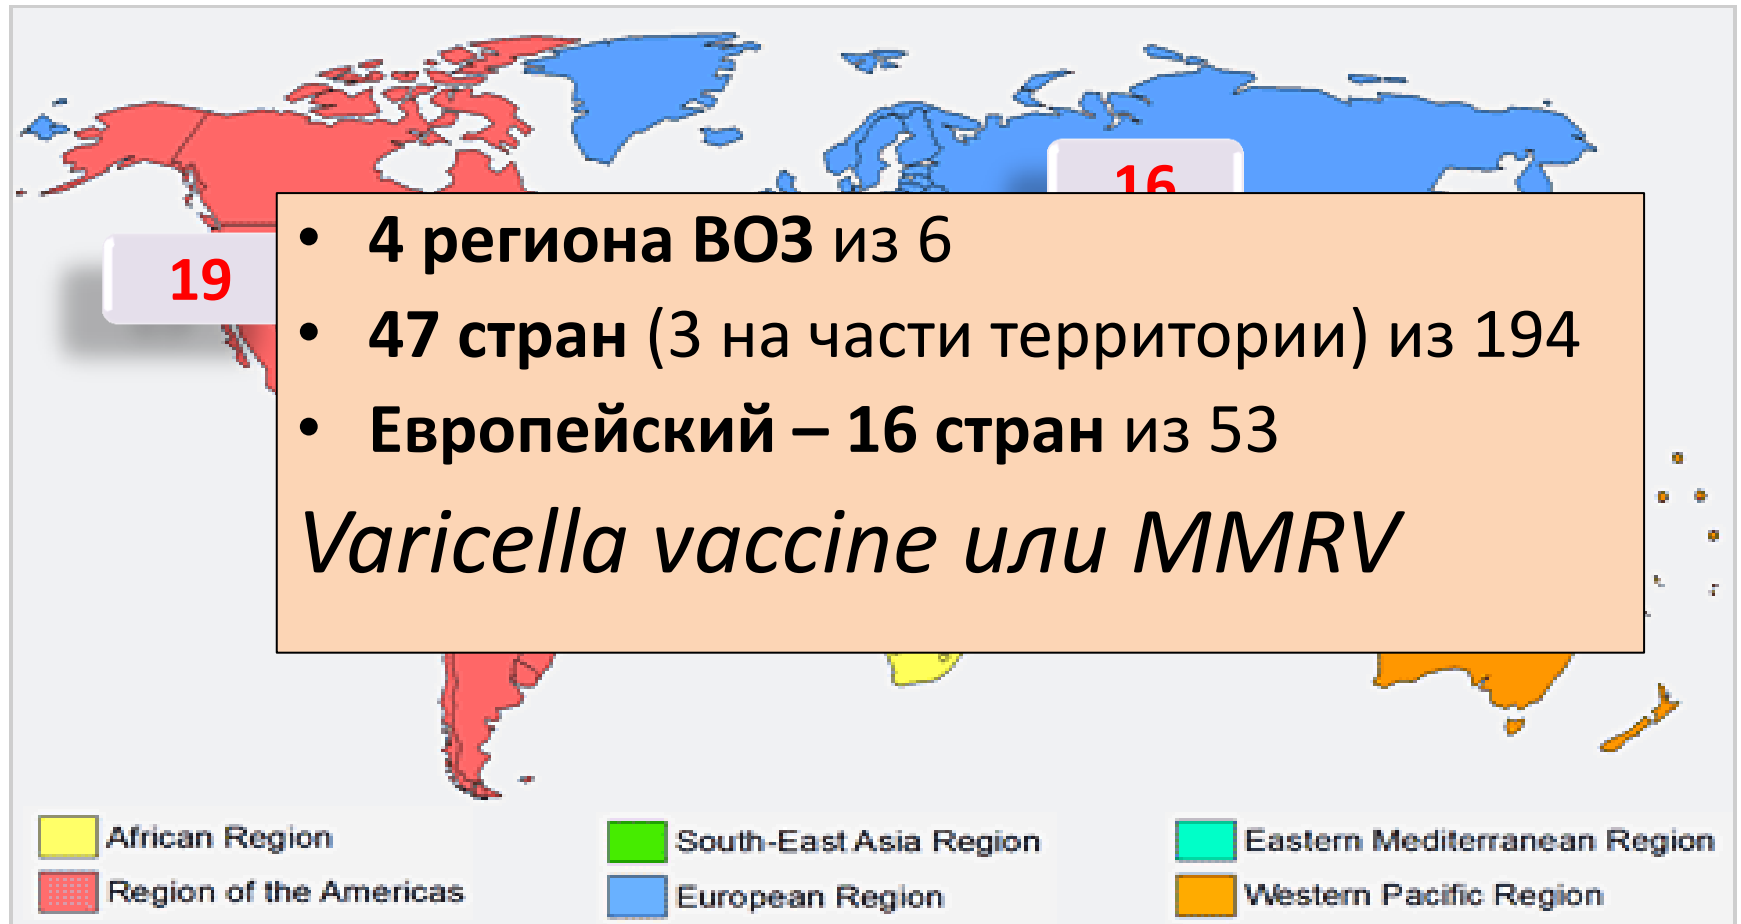 16
19
• 4 региона ВОЗ из 6
• 47 стран (3 на части территории) из 194
• Европейский – 16 стран из 53
Varicella vaccine или MMRV
African Region
South-East Asia Region
Eastern Mediterranean Region
Region of the Americas
European Region
Western Pacific Region